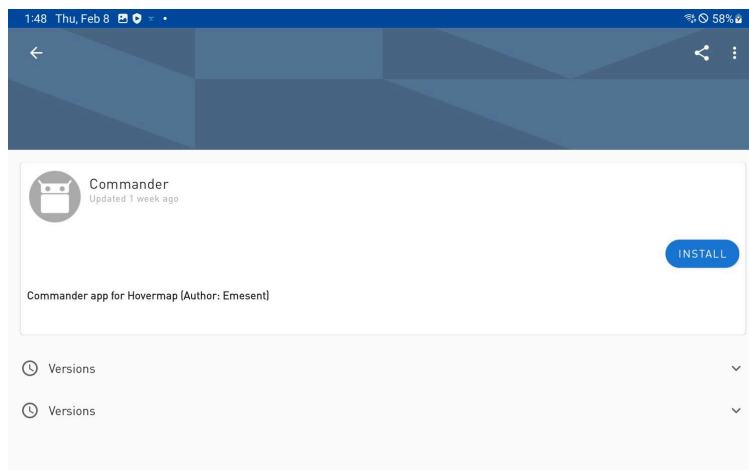 1:48 Thu, Feb 8 58%
Commander
Updated 1 week ago
INSTALL
Commander app for Hovermap (Author: Emesent)
Versions
Versions